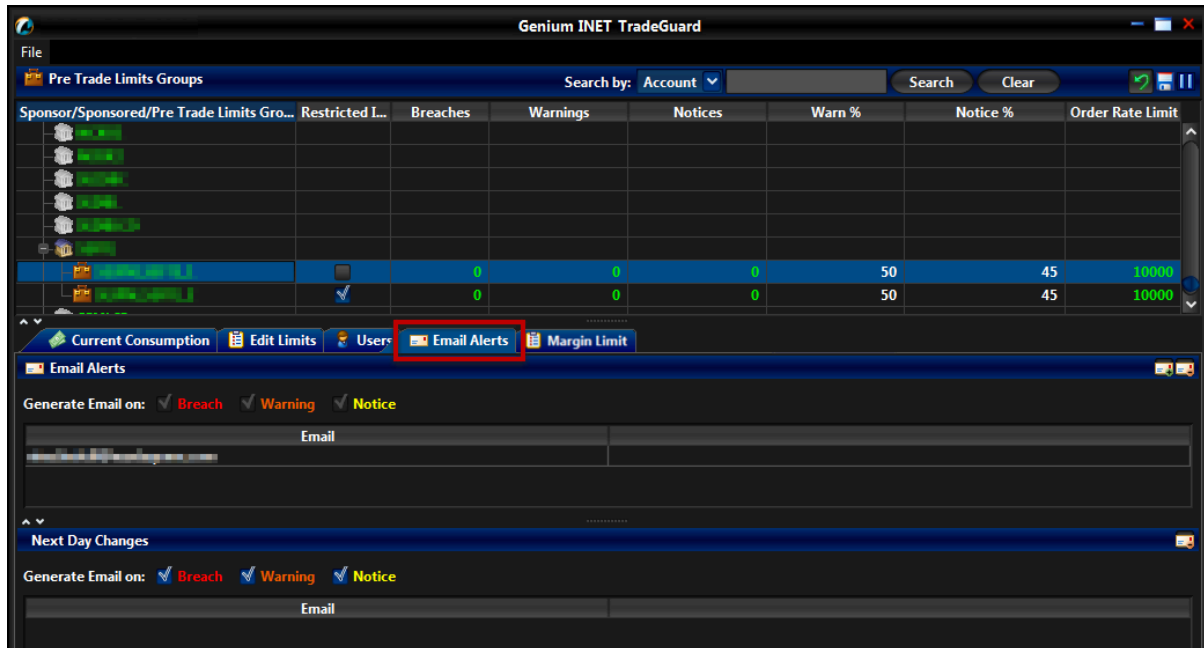 Genium INET TradeGuard
File
Pre Trade Limits Groups Search by: Account Search Clear
Sponsor/Sponsored/Pre Trade Limits Gro... Restricted I... Breaches Warnings Notices Warn % Notice % Order Rate Limit
0 0 0 50 45 10000
0 0 0 50 45 10000
Current Consumption Edit Limits Users Email Alerts Margin Limit
Email Alerts
Generate Email on: Breach Warning Notice
Email
Next Day Changes
Generate Email on: Breach Warning Notice
Email